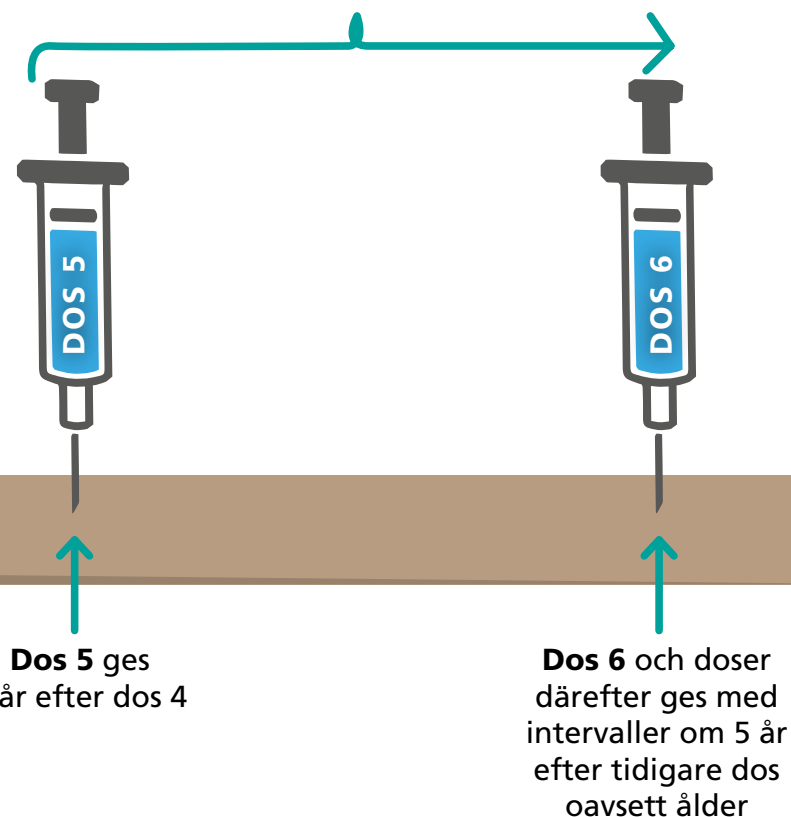 DOS 5
DOS 6
Dos 5 ges
år efter dos 4
Dos 6 och doser
därefter ges med
intervaller om 5 år
efter tidigare dos
oavsett ålder